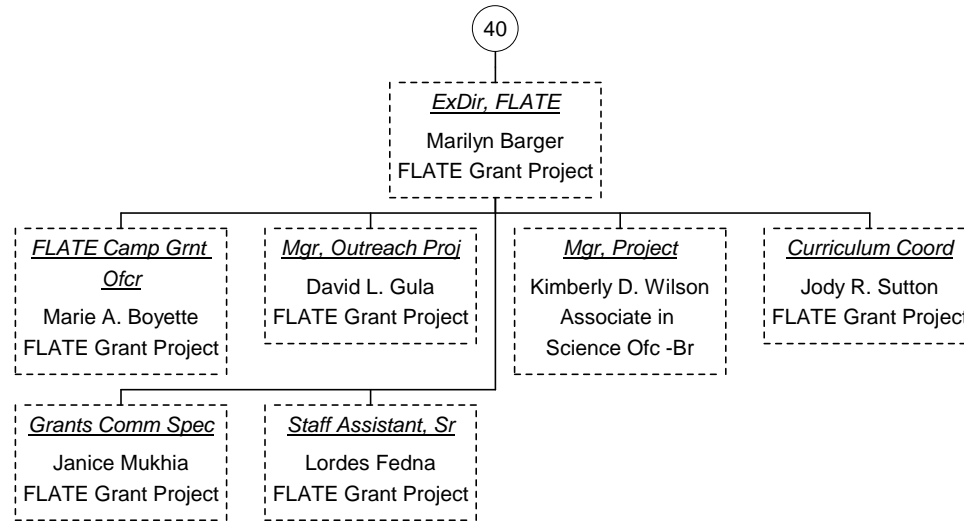 40
ExDir, FLATE
Marilyn Barger
FLATE Grant Project
FLATE Camp Grnt
Ofcr
Marie A. Boyette
FLATE Grant Project
Mgr, Outreach Proj
David L. Gula
FLATE Grant Project
Mgr, Project
Kimberly D. Wilson
Associate in
Science Ofc -Br
Curriculum Coord
Jody R. Sutton
FLATE Grant Project
Grants Comm Spec
Janice Mukhia
FLATE Grant Project
Staff Assistant, Sr
Lordes Fedna
FLATE Grant Project